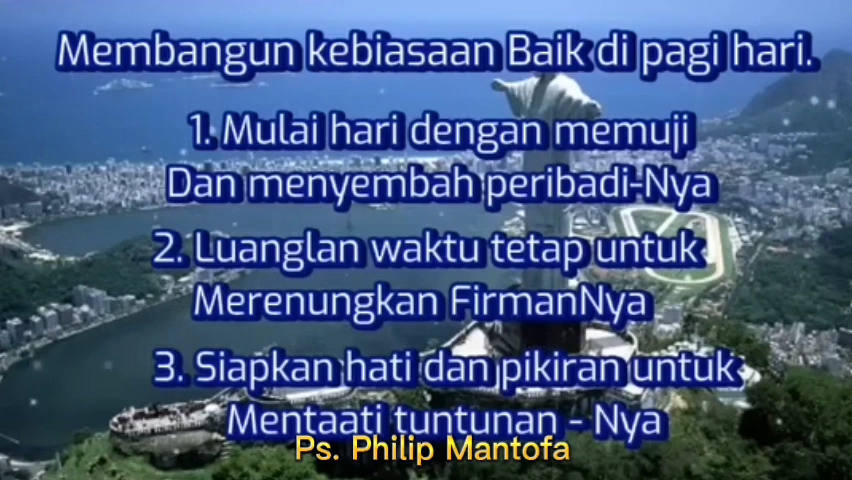 Membangun kebiasaan Baik di pagi hari.
1. Mulai hari dengan memuji
Dan menyembah peribadi-Nya
2. Luanglan waktu tetap untuk
Merenungkan FirmanNya
3. Siapkan hati dan pikiran untuk
Mentaati tuntunan - Nya
Ps. Philip Mantofa